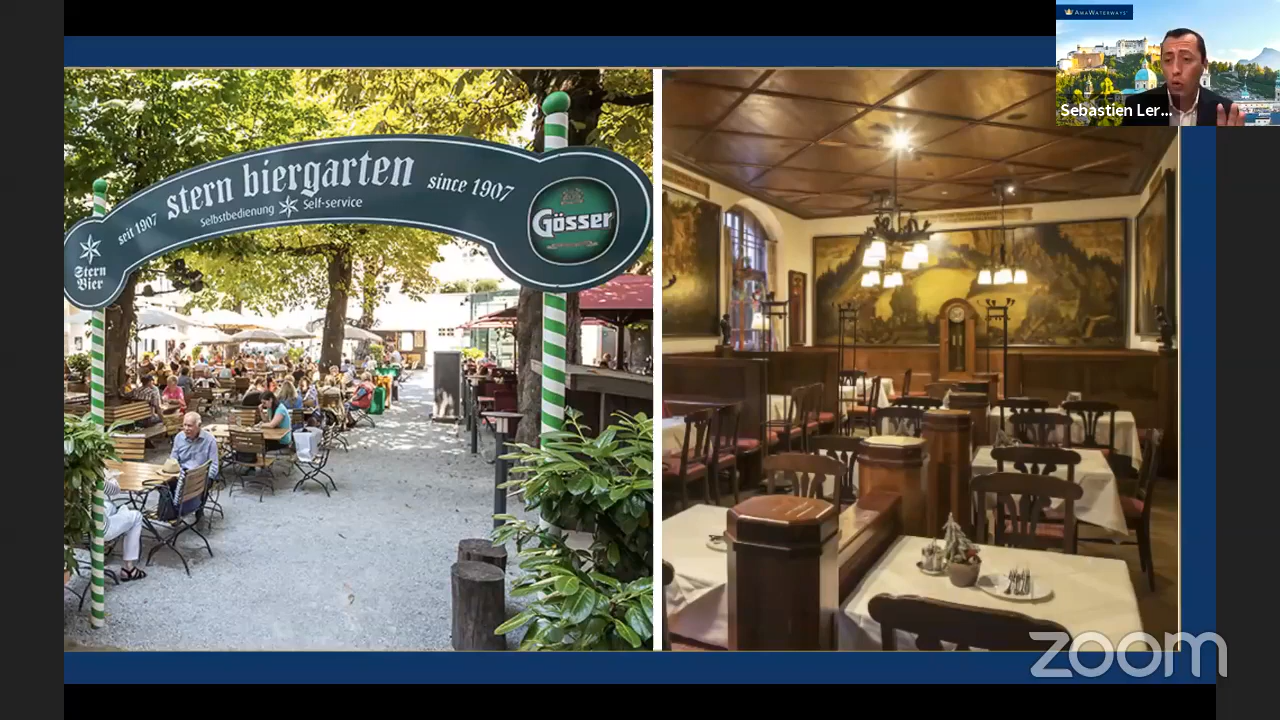 AMAWATERWAYS
Sebastien Ler...
seit 1907 stern biergarten since 1907
Selbstbedienung Self-service
Stern
Bier
Gösser
zoom